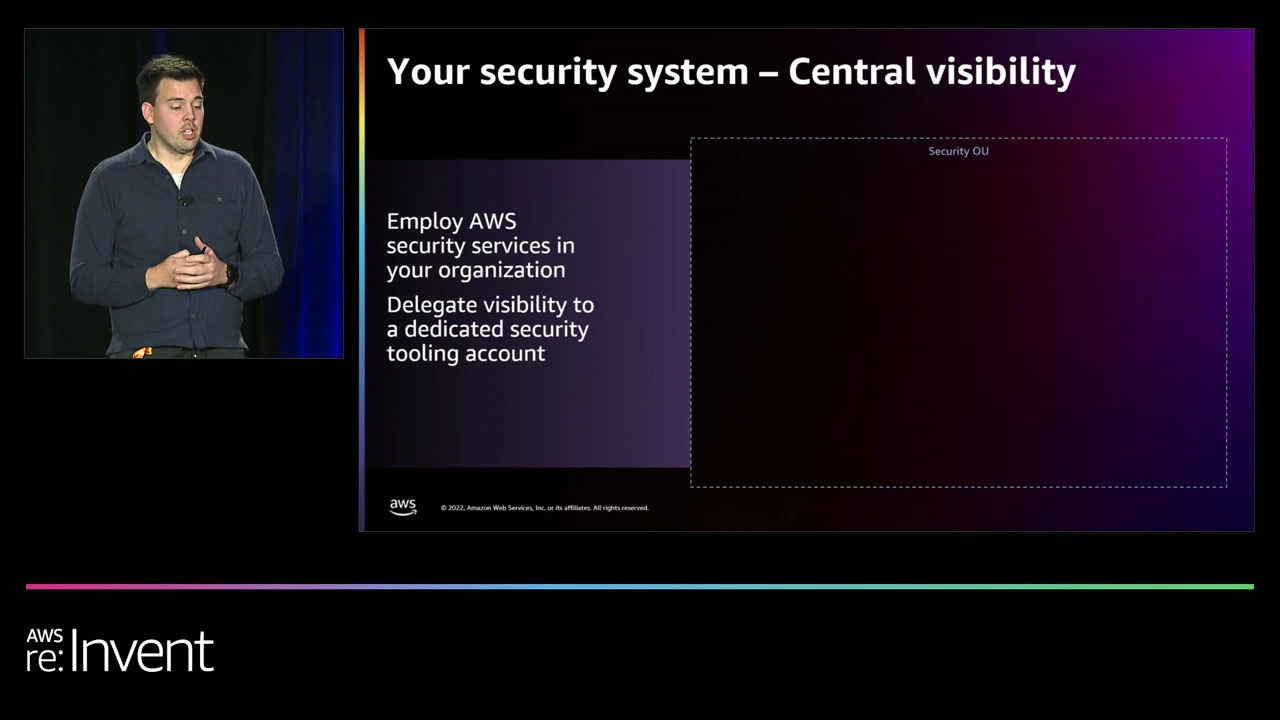 Your security system – Central visibility
Security OU
Employ AWS
security services in
your organization
Delegate visibility to
a dedicated security
tooling account
aws
© 2022, Amazon Web Services, Inc. or its affiliates. All rights reserved.
AWS
re:Invent